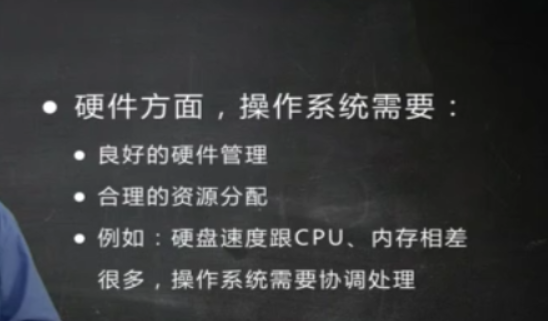 硬件方面，操作系统需要：
良好的硬件管理
合理的资源分配
例如：硬盘速度跟CPU、内存相差
很多，操作系统需要协调处理